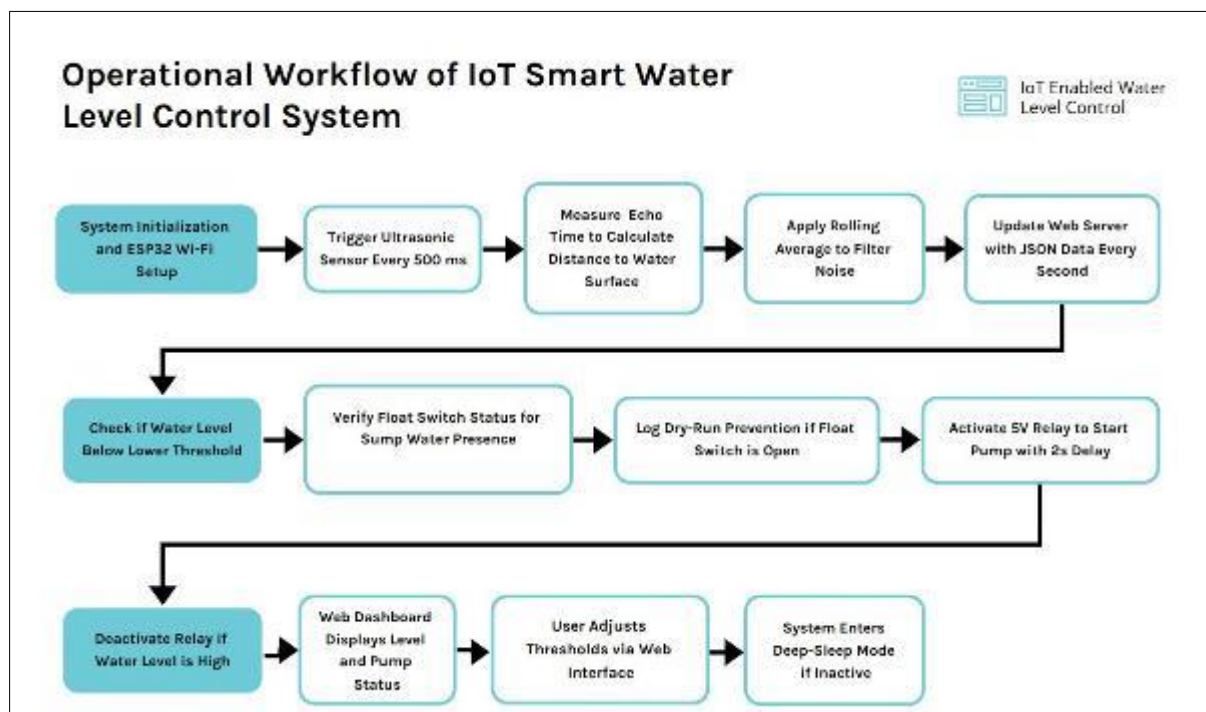 Operational Workflow of IoT Smart Water
Level Control System
IoT Enabled Water
Level Control
System Initialization
and ESP32 Wi-Fi
Setup
Trigger Ultrasonic
Sensor Every 500 ms
Measure Echo
Time to Calculate
Distance to Water
Surface
Apply Rolling
Average to Filter
Noise
Update Web Server
with JSON Data Every
Second
Check if Water Level
Below Lower Threshold
Verify Float Switch Status for
Sump Water Presence
Log Dry-Run Prevention if Float
Switch is Open
Activate 5V Relay to Start
Pump with 2s Delay
Deactivate Relay if
Water Level is High
Web Dashboard
Displays Level
and Pump
Status
User Adjusts
Thresholds via Web
Interface
System Enters
Deep-Sleep Mode
if Inactive